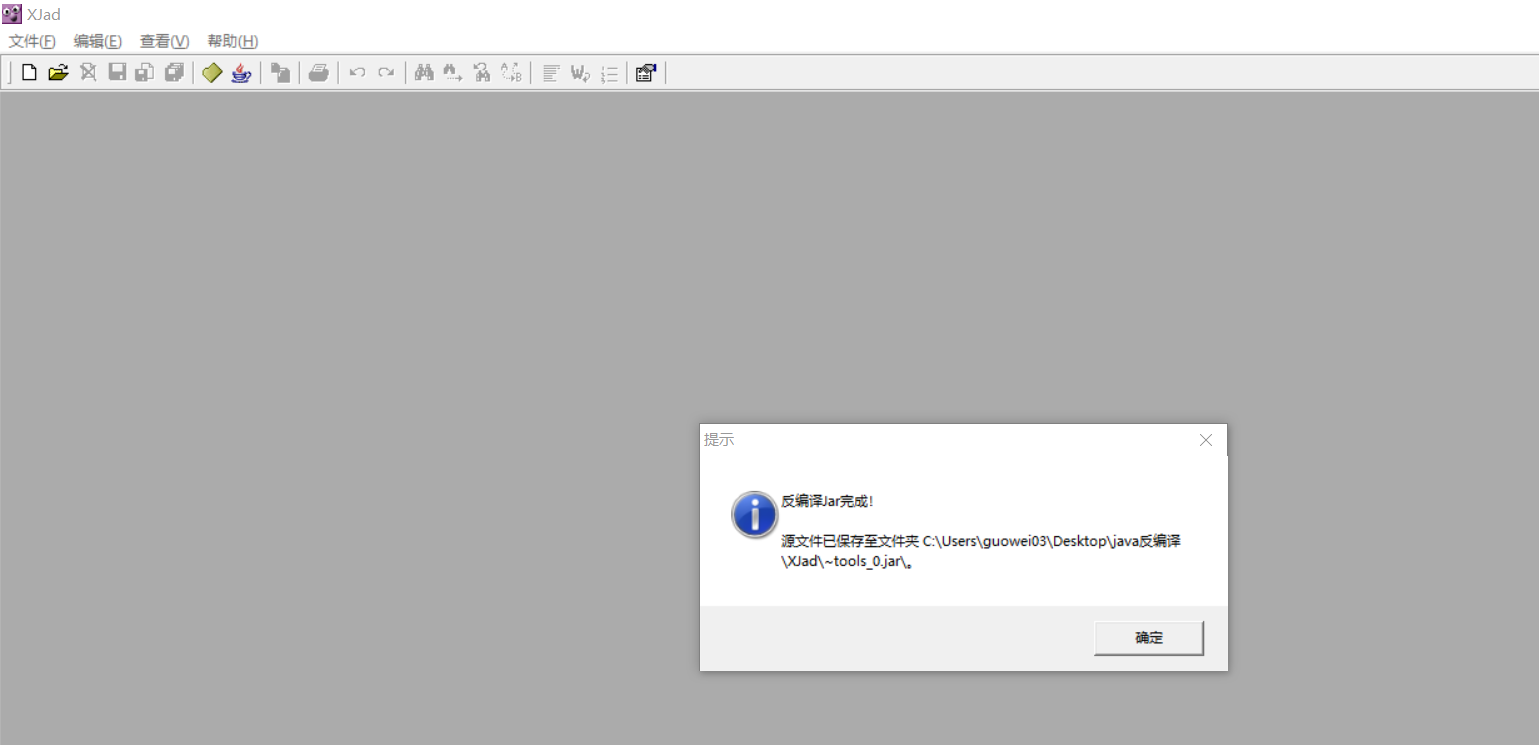 XJad
文件(F) 编辑(E) 查看(V) 帮助(H)
提示
反编译Jar完成!
源文件已保存至文件夹 C:\Users\guowei03\Desktop\java反编译
\XJad\~tools_0.jar\。
确定